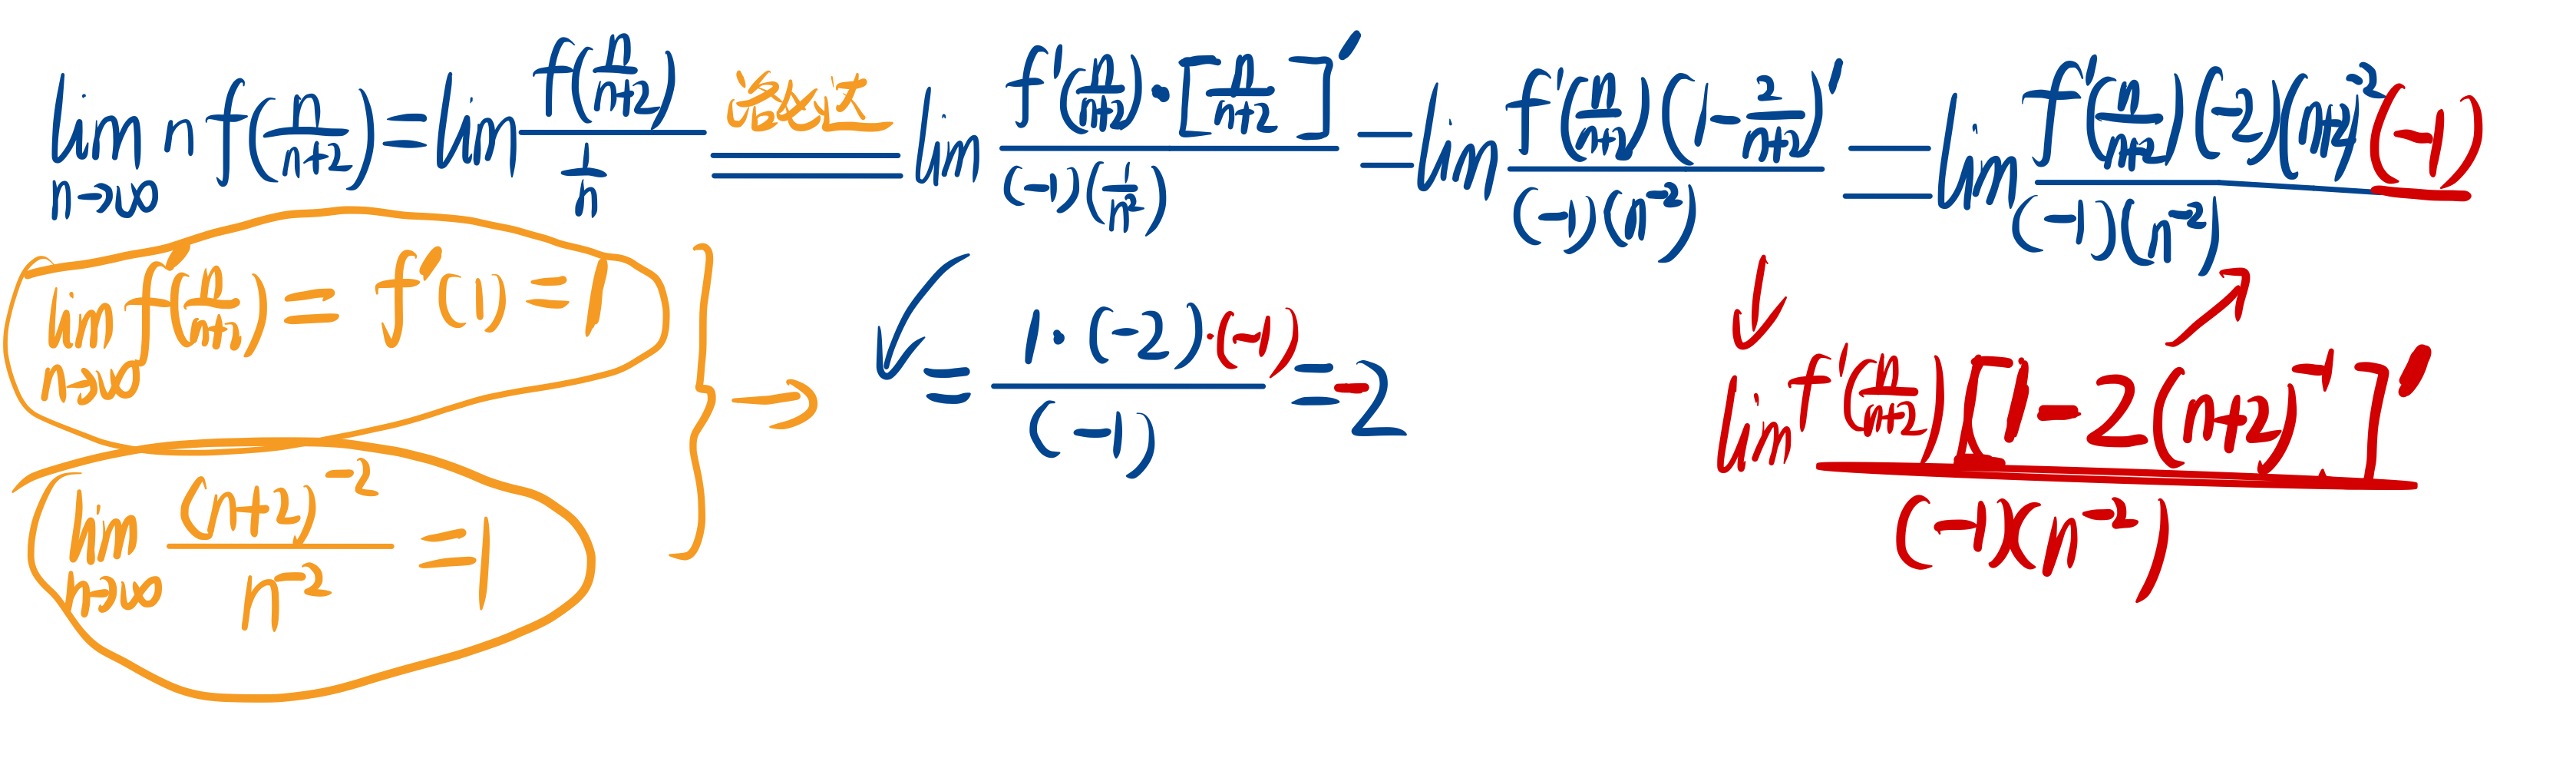 lim n→∞ n f(n/(n+2)) = lim f(n/(n+2)) / (1/n) 洛必达 = lim f'(n/(n+2))·[n/(n+2)]' / ((-1)(1/n²)) = lim f'(n/(n+2))(1-2/(n+2))' / ((-1)(n⁻²)) = lim f'(n/(n+2))(-2)(n+2)⁻²(-1) / ((-1)(n⁻²))
lim n→∞ f'(n/(n+2)) = f'(1) = 1
lim n→∞ (n+2)⁻² / n⁻² = 1
} → = 1·(-2)·(-1) / (-1) = -2
lim f'(n/(n+2))[1-2(n+2)⁻¹]' / ((-1)(n⁻²))